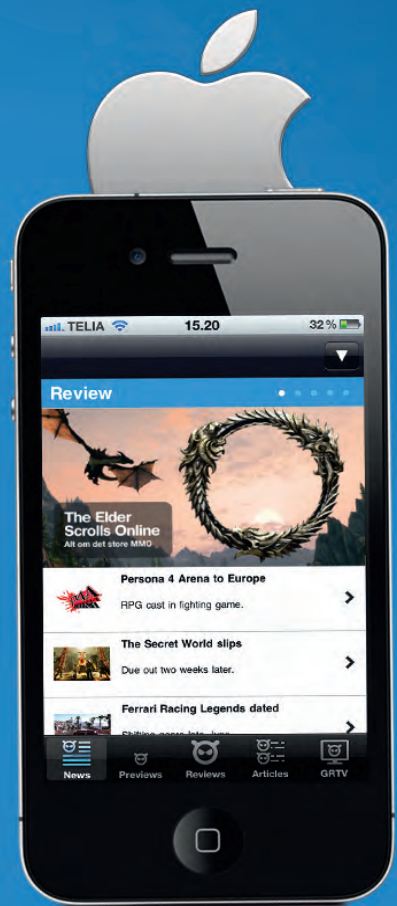 TELIA 15.20 32 %
Review
The Elder
Scrolls Online
Alt om det store MMO
Persona 4 Arena to Europe
RPG cast in fighting game.
The Secret World slips
Due out two weeks later.
Ferrari Racing Legends dated
News Previews Reviews Articles GRTV